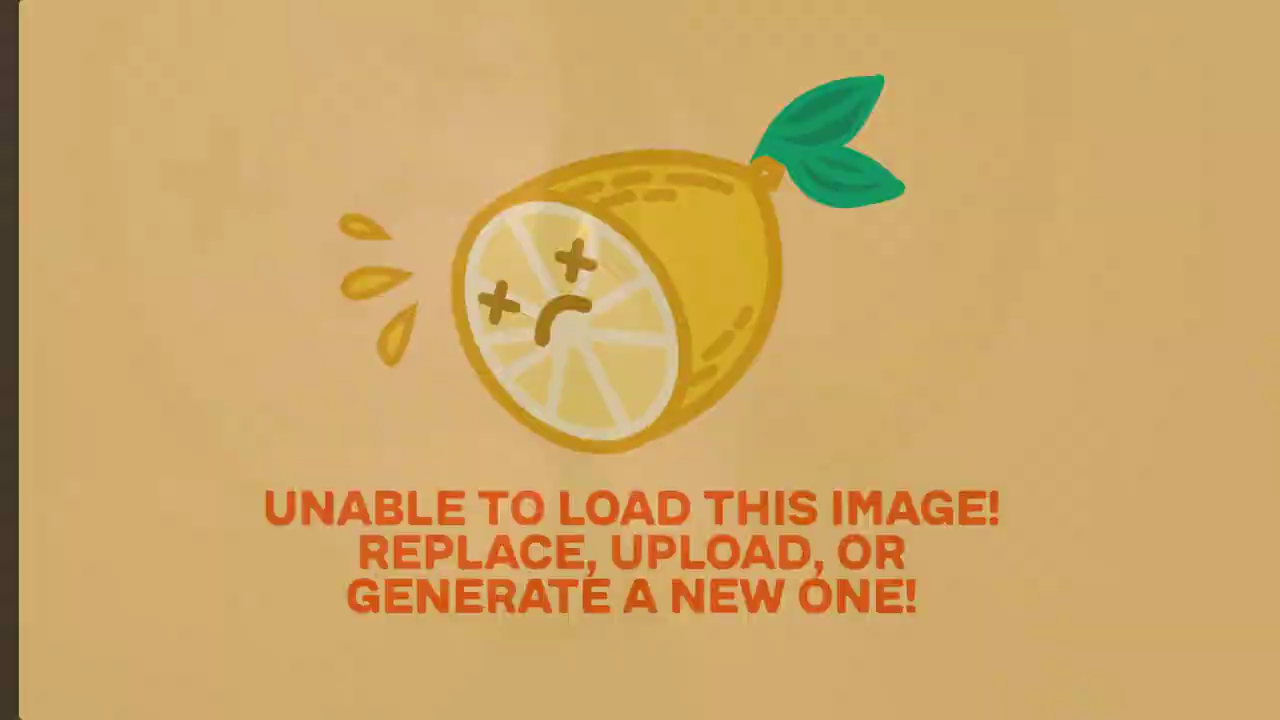 UNABLE TO LOAD THIS IMAGE!
REPLACE, UPLOAD, OR
GENERATE A NEW ONE!